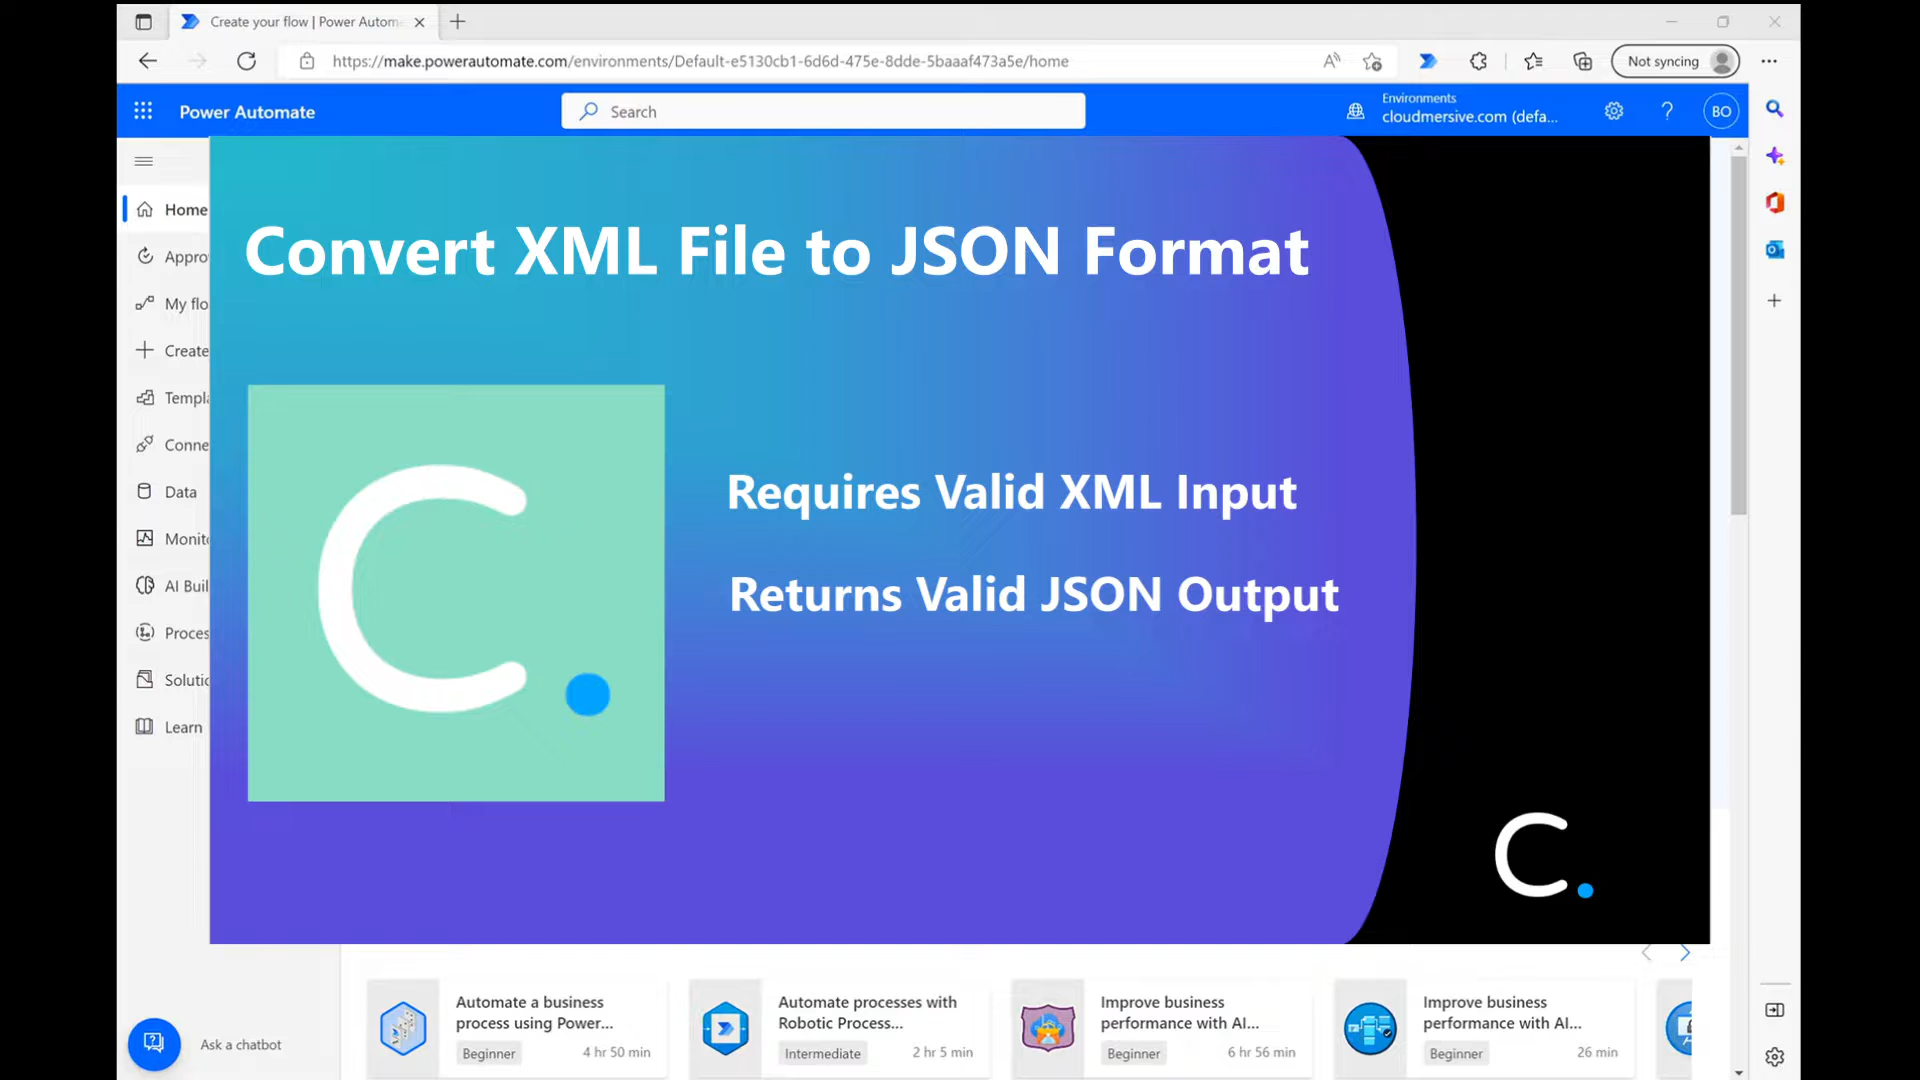 Create your flow | Power Autom
https://make.powerautomate.com/environments/Default-e5130cb1-6d6d-475e-8dde-5baaaf473a5e/home
Not syncing
Power Automate
Search
Environments
cloudmersive.com (defa...
BO
Home
Appro
My flo
Create
Templa
Conne
Data
Monito
AI Buil
Proces
Solutio
Learn
Convert XML File to JSON Format
Requires Valid XML Input
Returns Valid JSON Output
C.
C.
Automate a business
process using Power...
Beginner
4 hr 50 min
Automate processes with
Robotic Process...
Intermediate
2 hr 5 min
Improve business
performance with AI...
Beginner
6 hr 56 min
Improve business
performance with AI...
Beginner
26 min
Ask a chatbot